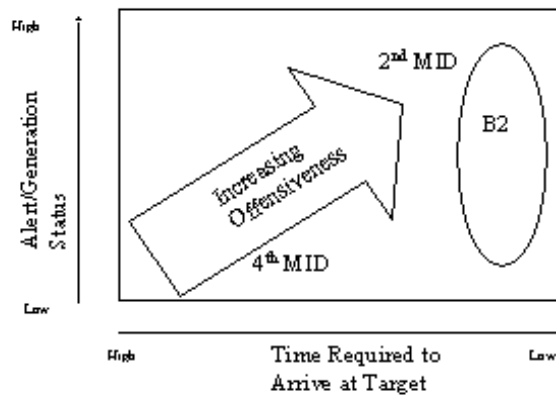 High
2nd MID
B2
Alert/Generation
Status
Increasing
Offensiveness
4th MID
Low
High
Time Required to
Arrive at Target
Low